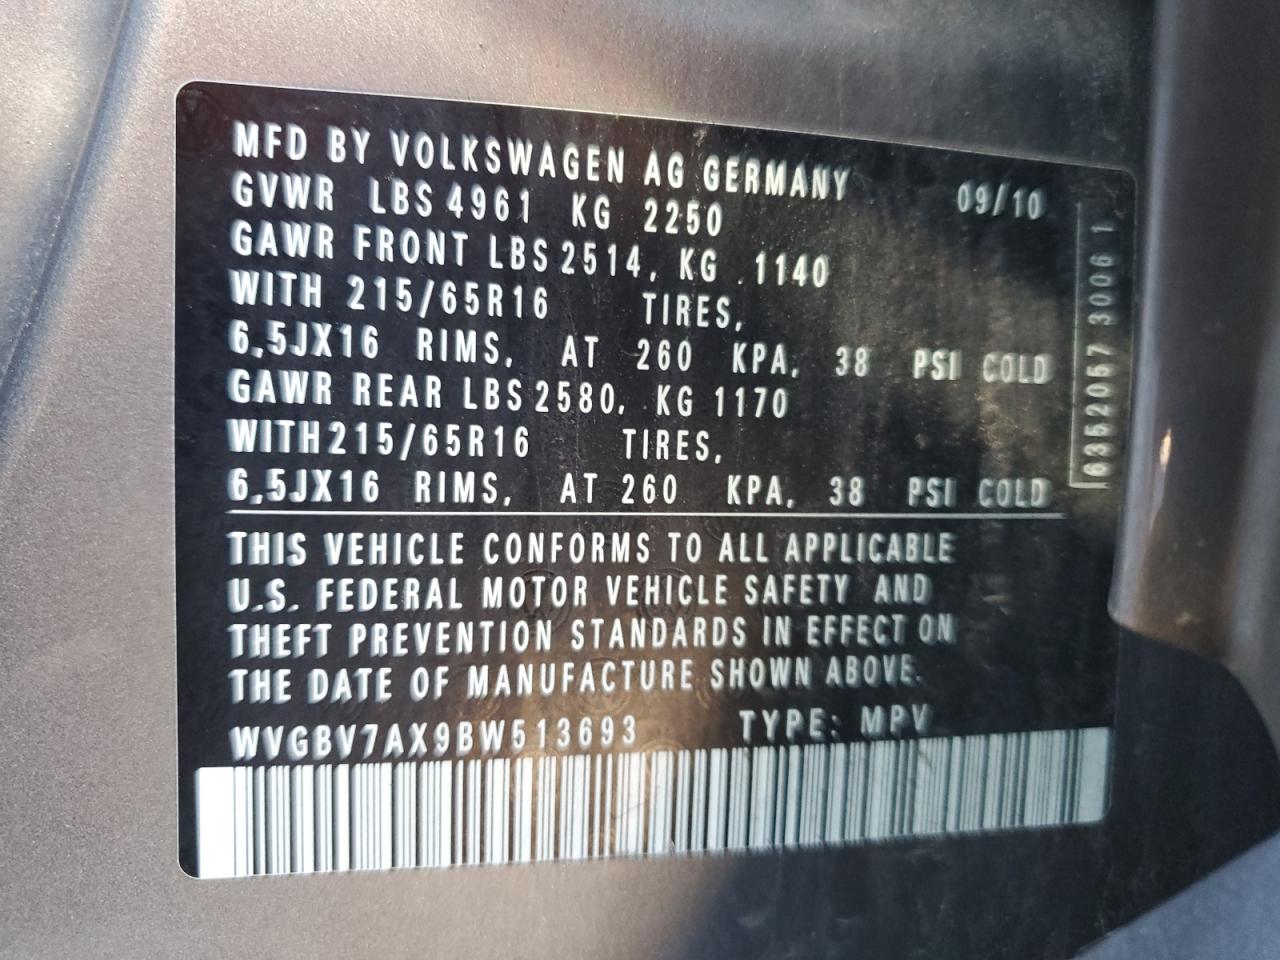 MFD BY VOLKSWAGEN AG GERMANY 09/10
GVWR LBS 4961 KG 2250
GAWR FRONT LBS 2514, KG 1140
WITH 215/65R16 TIRES,
6,5JX16 RIMS, AT 260 KPA, 38 PSI COLD
GAWR REAR LBS 2580, KG 1170
WITH 215/65R16 TIRES,
6,5JX16 RIMS, AT 260 KPA, 38 PSI COLD
THIS VEHICLE CONFORMS TO ALL APPLICABLE
U.S. FEDERAL MOTOR VEHICLE SAFETY AND
THEFT PREVENTION STANDARDS IN EFFECT ON
THE DATE OF MANUFACTURE SHOWN ABOVE.
WVGBV7AX9BW513693 TYPE: MPV
6352057 3006 1